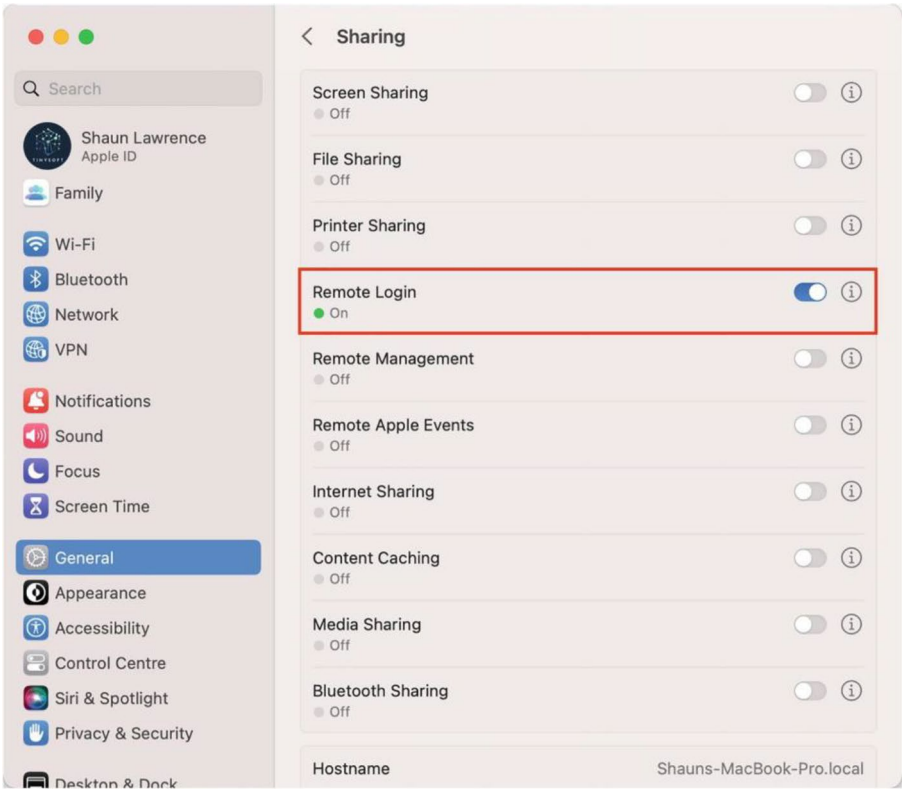 Sharing
Search
Shaun Lawrence
Apple ID
TINYSOFT
Family
Wi-Fi
Bluetooth
Network
VPN
Notifications
Sound
Focus
Screen Time
General
Appearance
Accessibility
Control Centre
Siri & Spotlight
Privacy & Security
Desktop & Dock
Screen Sharing
Off
File Sharing
Off
Printer Sharing
Off
Remote Login
On
Remote Management
Off
Remote Apple Events
Off
Internet Sharing
Off
Content Caching
Off
Media Sharing
Off
Bluetooth Sharing
Off
Hostname Shauns-MacBook-Pro.local